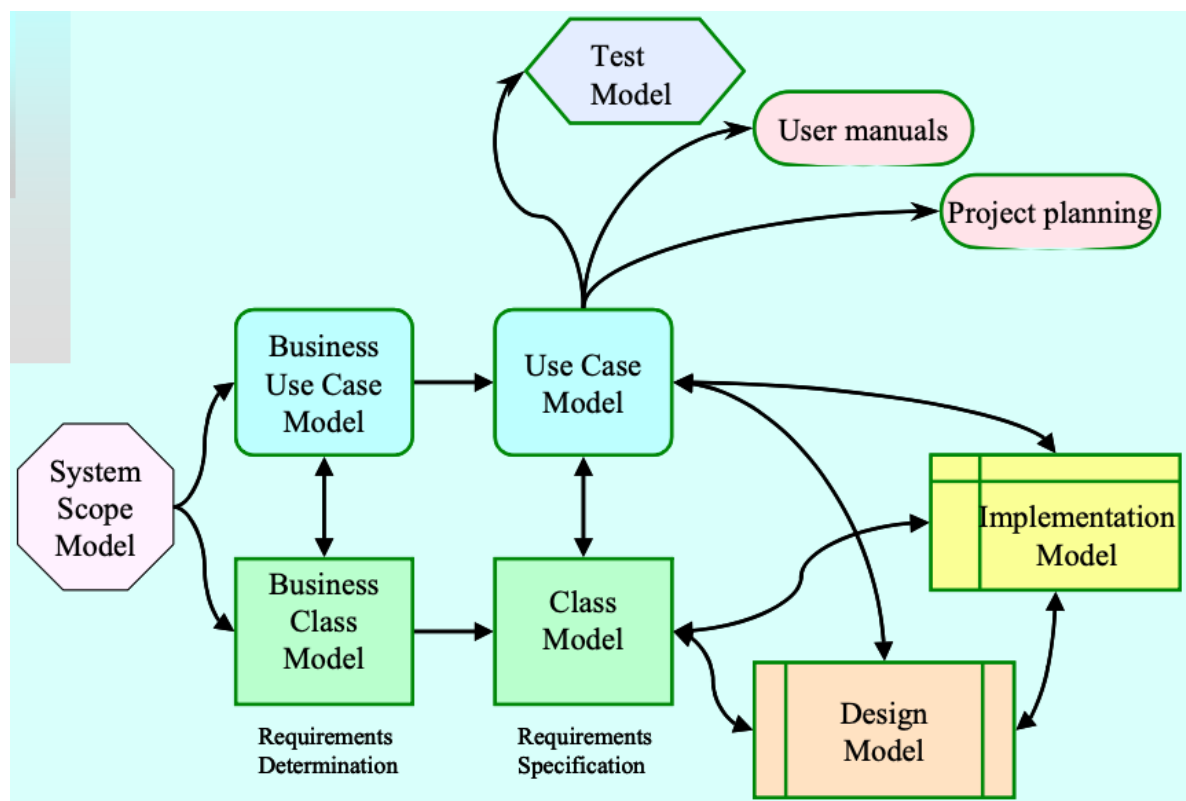 Test
Model
User manuals
Project planning
Business
Use Case
Model
Use Case
Model
System
Scope
Model
Implementation
Model
Business
Class
Model
Class
Model
Design
Model
Requirements
Determination
Requirements
Specification